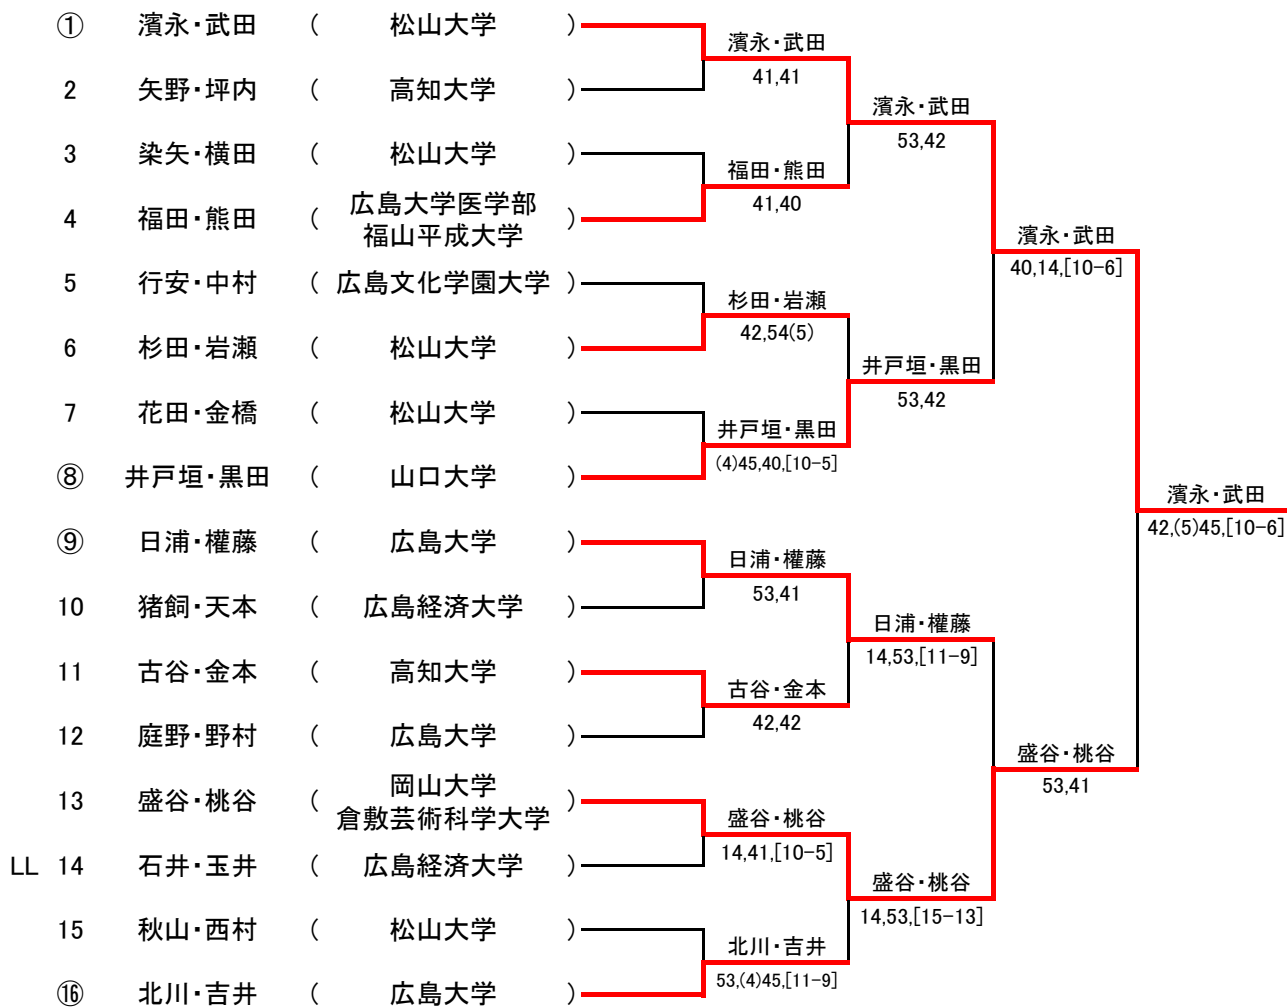 ① 濱永・武田 ( 松山大学 )
濱永・武田
41,41
2 矢野・坪内 ( 高知大学 )
濱永・武田
53,42
3 染矢・横田 ( 松山大学 )
福田・熊田
41,40
4 福田・熊田 ( 広島大学医学部
福山平成大学 )
濱永・武田
40,14,[10-6]
5 行安・中村 ( 広島文化学園大学 )
杉田・岩瀬
42,54(5)
6 杉田・岩瀬 ( 松山大学 )
井戸垣・黒田
53,42
7 花田・金橋 ( 松山大学 )
井戸垣・黒田
(4)45,40,[10-5]
⑧ 井戸垣・黒田 ( 山口大学 )
濱永・武田
42,(5)45,[10-6]
⑨ 日浦・權藤 ( 広島大学 )
日浦・權藤
53,41
10 猪飼・天本 ( 広島経済大学 )
日浦・權藤
14,53,[11-9]
11 古谷・金本 ( 高知大学 )
古谷・金本
42,42
12 庭野・野村 ( 広島大学 )
盛谷・桃谷
53,41
13 盛谷・桃谷 ( 岡山大学
倉敷芸術科学大学 )
盛谷・桃谷
14,41,[10-5]
LL 14 石井・玉井 ( 広島経済大学 )
盛谷・桃谷
14,53,[15-13]
15 秋山・西村 ( 松山大学 )
北川・吉井
53,(4)45,[11-9]
⑯ 北川・吉井 ( 広島大学 )